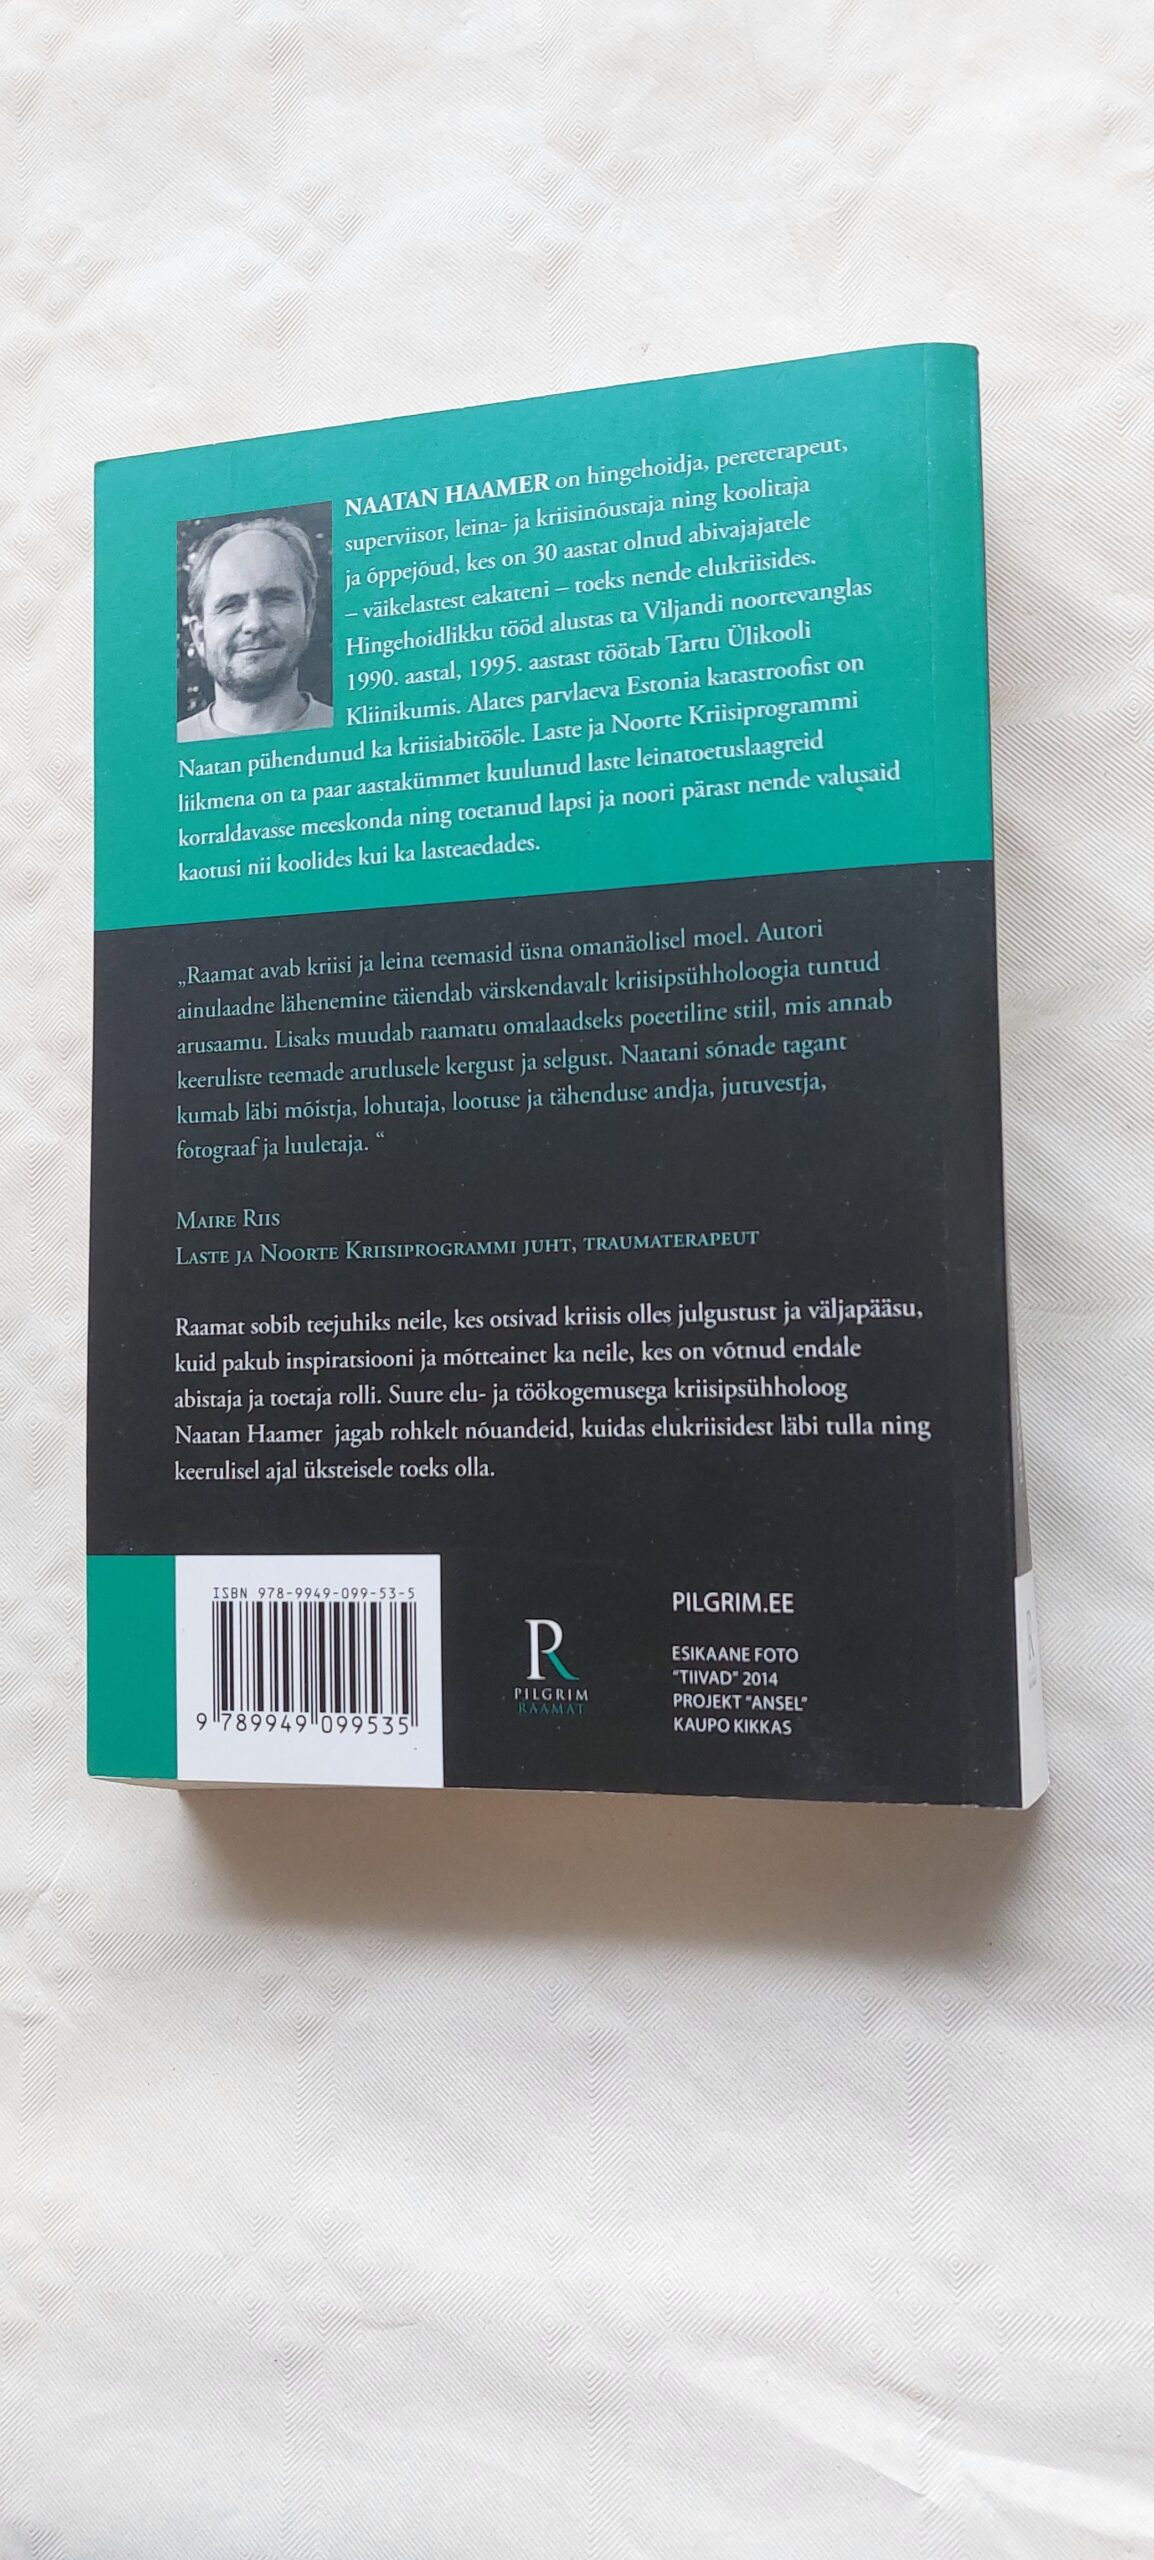 NAATAN HAAMER on hingehoidja, pereterapeut,
superviisor, leina- ja kriisinõustaja ning koolitaja
ja õppejõud, kes on 30 aastat olnud abivajajatele
– väikelastest eakateni – toeks nende elukriisides.
Hingehoidlikku tööd alustas ta Viljandi noortevanglas
1990. aastal, 1995. aastast töötab Tartu Ülikooli
Kliinikumis. Alates parvlaeva Estonia katastroofist on
Naatan pühendunud ka kriisiabitööle. Laste ja Noorte Kriisiprogrammi
liikmena on ta paar aastakümmet kuulunud laste leinatoetuslaagreid
korraldavasse meeskonda ning toetanud lapsi ja noori pärast nende valusaid
kaotusi nii koolides kui ka lasteaedades.
„Raamat avab kriisi ja leina teemasid üsna omanäolisel moel. Autori
ainulaadne lähenemine täiendab värskendavalt kriisipsühholoogia tuntud
arusaamu. Lisaks muudab raamatu omalaadseks poeetiline stiil, mis annab
keeruliste teemade arutlusele kergust ja selgust. Naatani sõnade tagant
kumab läbi mõistja, lohutaja, lootuse ja tähenduse andja, jutuvestja,
fotograaf ja luuletaja. “
MAIRE RIIS
LASTE JA NOORTE KRIISIPROGRAMMI JUHT, TRAUMATERAPEUT
Raamat sobib teejuhiks neile, kes otsivad kriisis olles julgustust ja väljapääsu,
kuid pakub inspiratsiooni ja mõtteainet ka neile, kes on võtnud endale
abistaja ja toetaja rolli. Suure elu- ja töökogemusega kriisipsühholoog
Naatan Haamer jagab rohkelt nõuandeid, kuidas elukriisidest läbi tulla ning
keerulisel ajal üksteisele toeks olla.
ISBN 978-9949-099-53-5
9 789949 099535
PILGRIM
RAAMAT
PILGRIM.EE
ESIKAANE FOTO
"TIIVAD" 2014
PROJEKT "ANSEL"
KAUPO KIKKAS